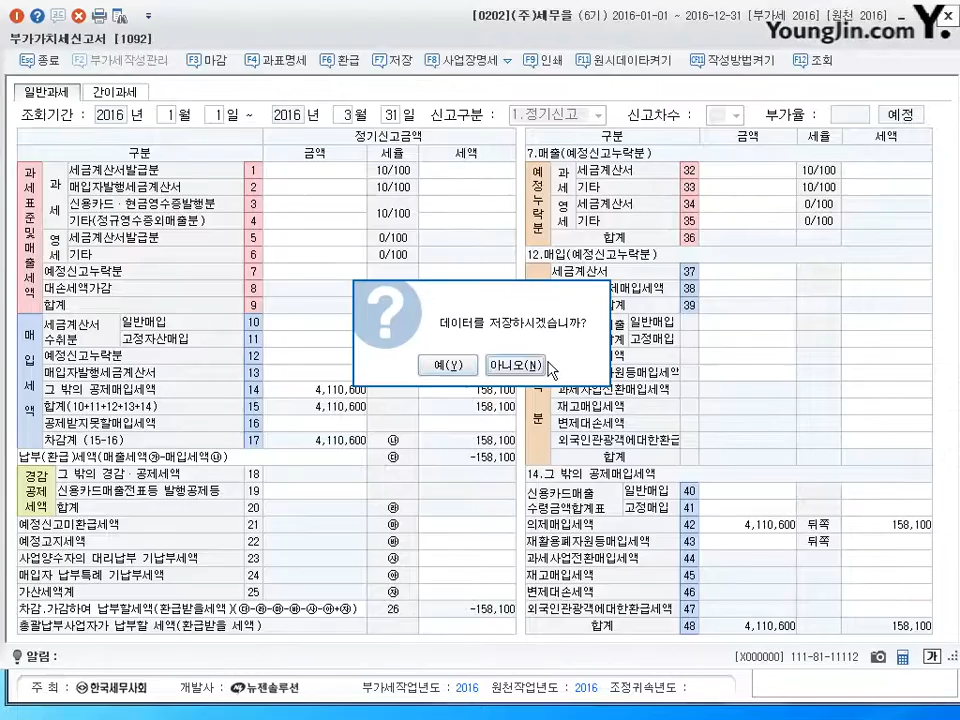 [0202](주)세무을 (6기) 2016-01-01 ~ 2016-12-31 [부가세 2016] [원천 2016]
YoungJin.com Y.
부가가치세신고서 [1092]
Esc 종료 F2 부가세작성관리 F3 마감 F4 과표명세 F6 환급 F7 저장 F8 사업장명세 F9 인쇄 F11 원시데이타켜기 CF11 작성방법켜기 F12 조회
일반과세 간이과세
조회기간 : 2016 년 1 월 1 일 ~ 2016 년 3 월 31 일 신고구분 : 1.정기신고 신고차수 : 부가율 : 예정
정기신고금액
구분 금액 세율 세액
구분 금액 세율 세액
과세표준및매출세액
과세
세금계산서발급분 1 10/100
매입자발행세금계산서 2 10/100
신용카드·현금영수증발행분 3
기타(정규영수증외매출분) 4 10/100
영세
세금계산서발급분 5 0/100
기타 6 0/100
예정신고누락분 7
대손세액가감 8
합계 9
매입세액
세금계산서 일반매입 10
수취분 고정자산매입 11
예정신고누락분 12
매입자발행세금계산서 13
그 밖의 공제매입세액 14 4,110,600 158,100
합계(10+11+12+13+14) 15 4,110,600 158,100
공제받지못할매입세액 16
차감계 (15-16) 17 4,110,600 ㉯ 158,100
납부(환급)세액(매출세액㉮-매입세액㉯) ㉰ -158,100
경감공제세액
그 밖의 경감·공제세액 18
신용카드매출전표등 발행공제등 19
합계 20 ㉱
예정신고미환급세액 21 ㉲
예정고지세액 22 ㉳
사업양수자의 대리납부 기납부세액 23 ㉴
매입자 납부특례 기납부세액 24 ㉵
가산세액계 25 ㉶
차감.가감하여 납부할세액(환급받을세액)(㉰-㉱-㉲-㉳-㉴-㉵+㉶) 26 -158,100
총괄납부사업자가 납부할 세액(환급받을 세액)
7.매출(예정신고누락분)
예정누락분
과세
세금계산서 32 10/100
기타 33 10/100
영세
세금계산서 34 0/100
기타 35 0/100
합계 36
12.매입(예정신고누락분)
세금계산서 37
38
39
일반매입
고정매입
과세사업전환매입세액
재고매입세액
변제대손세액
외국인관광객에대한환급
합계
분
14.그 밖의 공제매입세액
신용카드매출 일반매입 40
수령금액합계표 고정매입 41
의제매입세액 42 4,110,600 뒤쪽 158,100
재활용폐자원등매입세액 43 뒤쪽
과세사업전환매입세액 44
재고매입세액 45
변제대손세액 46
외국인관광객에대한환급세액 47
합계 48 4,110,600 158,100
데이터를 저장하시겠습니까?
예(Y) 아니오(N)
알림 : [X000000] 111-81-11112 가
주 최 : 한국세무사회 개발사 : 뉴젠솔루션 부가세작업년도 : 2016 원천작업년도 : 2016 조정귀속년도 :